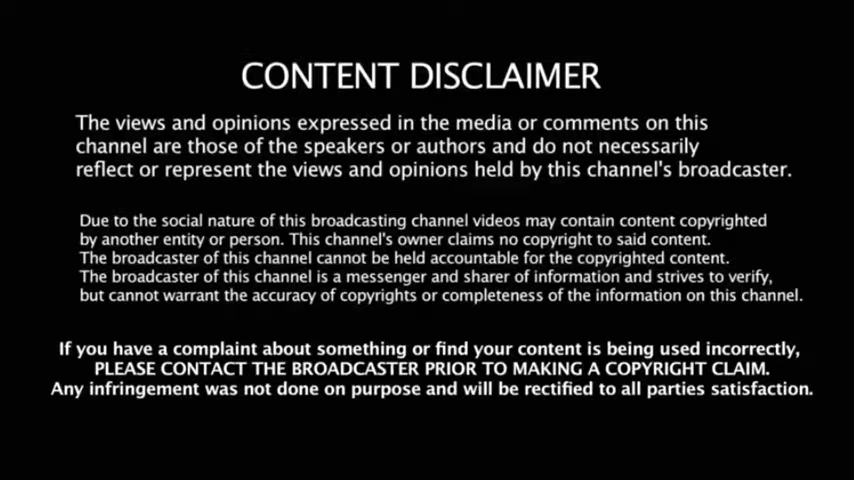 CONTENT DISCLAIMER
The views and opinions expressed in the media or comments on this
channel are those of the speakers or authors and do not necessarily
reflect or represent the views and opinions held by this channel's broadcaster.
Due to the social nature of this broadcasting channel videos may contain content copyrighted
by another entity or person. This channel's owner claims no copyright to said content.
The broadcaster of this channel cannot be held accountable for the copyrighted content.
The broadcaster of this channel is a messenger and sharer of information and strives to verify,
but cannot warrant the accuracy of copyrights or completeness of the information on this channel.
If you have a complaint about something or find your content is being used incorrectly,
PLEASE CONTACT THE BROADCASTER PRIOR TO MAKING A COPYRIGHT CLAIM.
Any infringement was not done on purpose and will be rectified to all parties satisfaction.